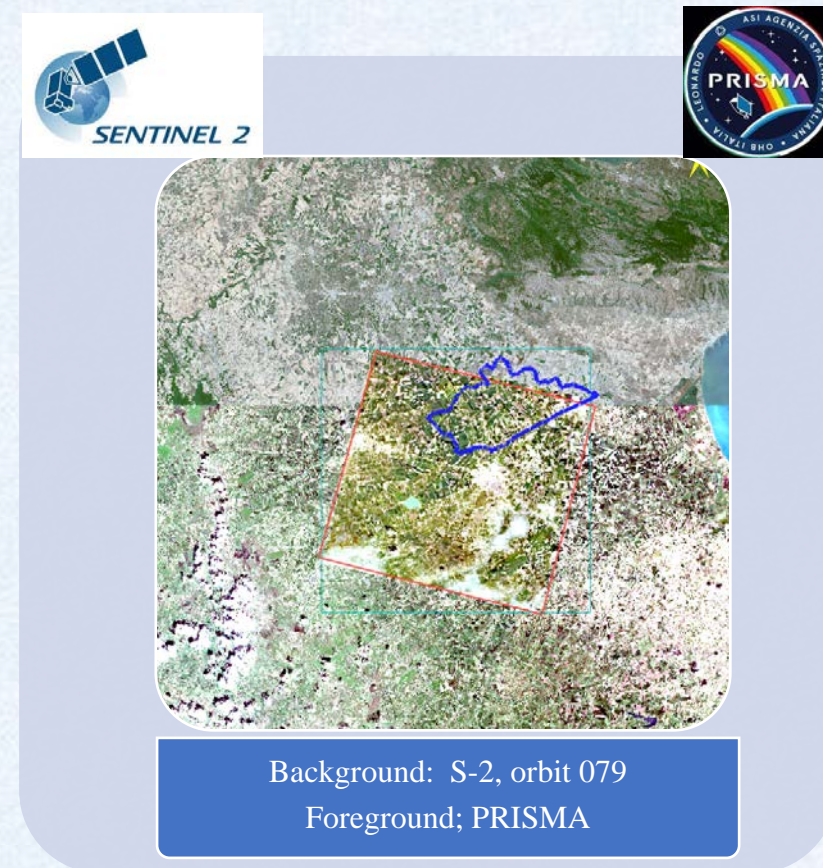 SENTINEL 2
ASI AGENZIA SPAZIALE ITALIANA • OHB ITALIA • LEONARDO
PRISMA
Background: S-2, orbit 079
Foreground; PRISMA